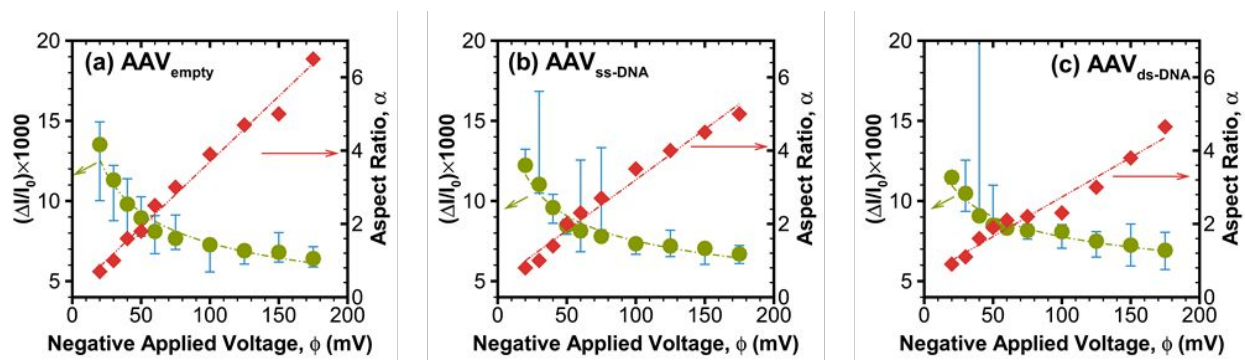 (a) AAVempty
20
15
10
5
(ΔI/I0)×1000
6
4
2
0
Aspect Ratio, α
0 50 100 150 200
Negative Applied Voltage, ϕ (mV)
(b) AAVss-DNA
20
15
10
5
(ΔI/I0)×1000
6
4
2
0
Aspect Ratio, α
0 50 100 150 200
Negative Applied Voltage, ϕ (mV)
(c) AAVds-DNA
20
15
10
5
(ΔI/I0)×1000
6
4
2
0
Aspect Ratio, α
0 50 100 150 200
Negative Applied Voltage, ϕ (mV)